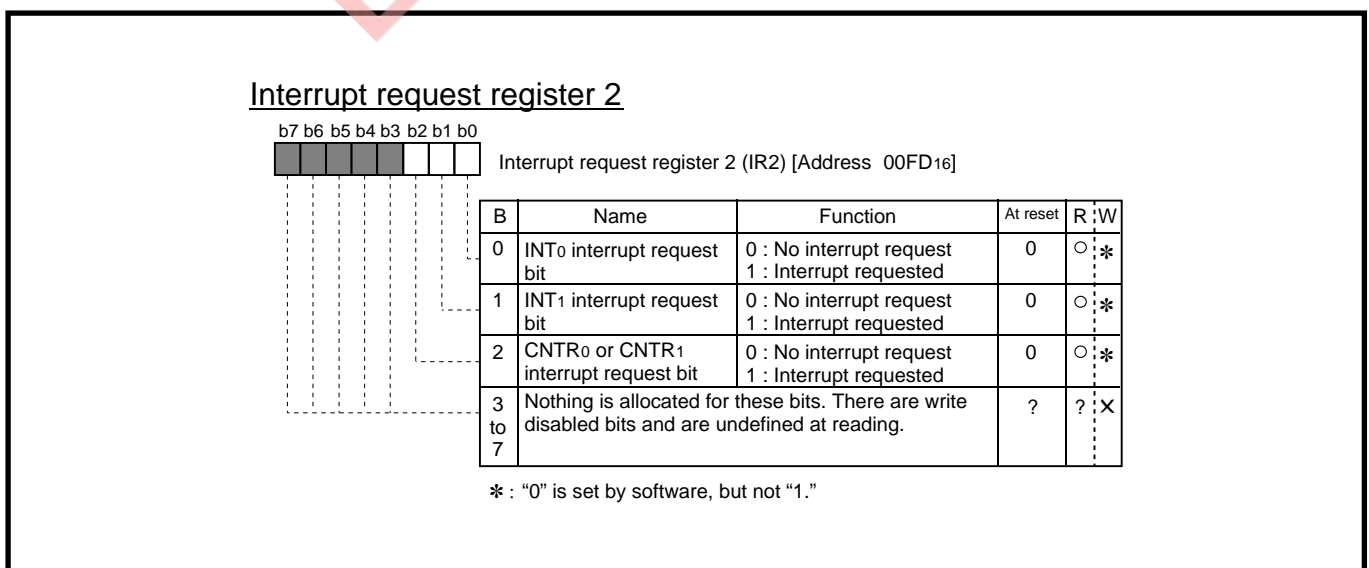 Interrupt request register 2
b7 b6 b5 b4 b3 b2 b1 b0
Interrupt request register 2 (IR2) [Address 00FD16]
B Name Function At reset R W
0 INT0 interrupt request bit 0 : No interrupt request 1 : Interrupt requested 0 ○ ✻
1 INT1 interrupt request bit 0 : No interrupt request 1 : Interrupt requested 0 ○ ✻
2 CNTR0 or CNTR1 interrupt request bit 0 : No interrupt request 1 : Interrupt requested 0 ○ ✻
3 to 7 Nothing is allocated for these bits. There are write disabled bits and are undefined at reading. ? ? ×
✻ : “0” is set by software, but not “1.”